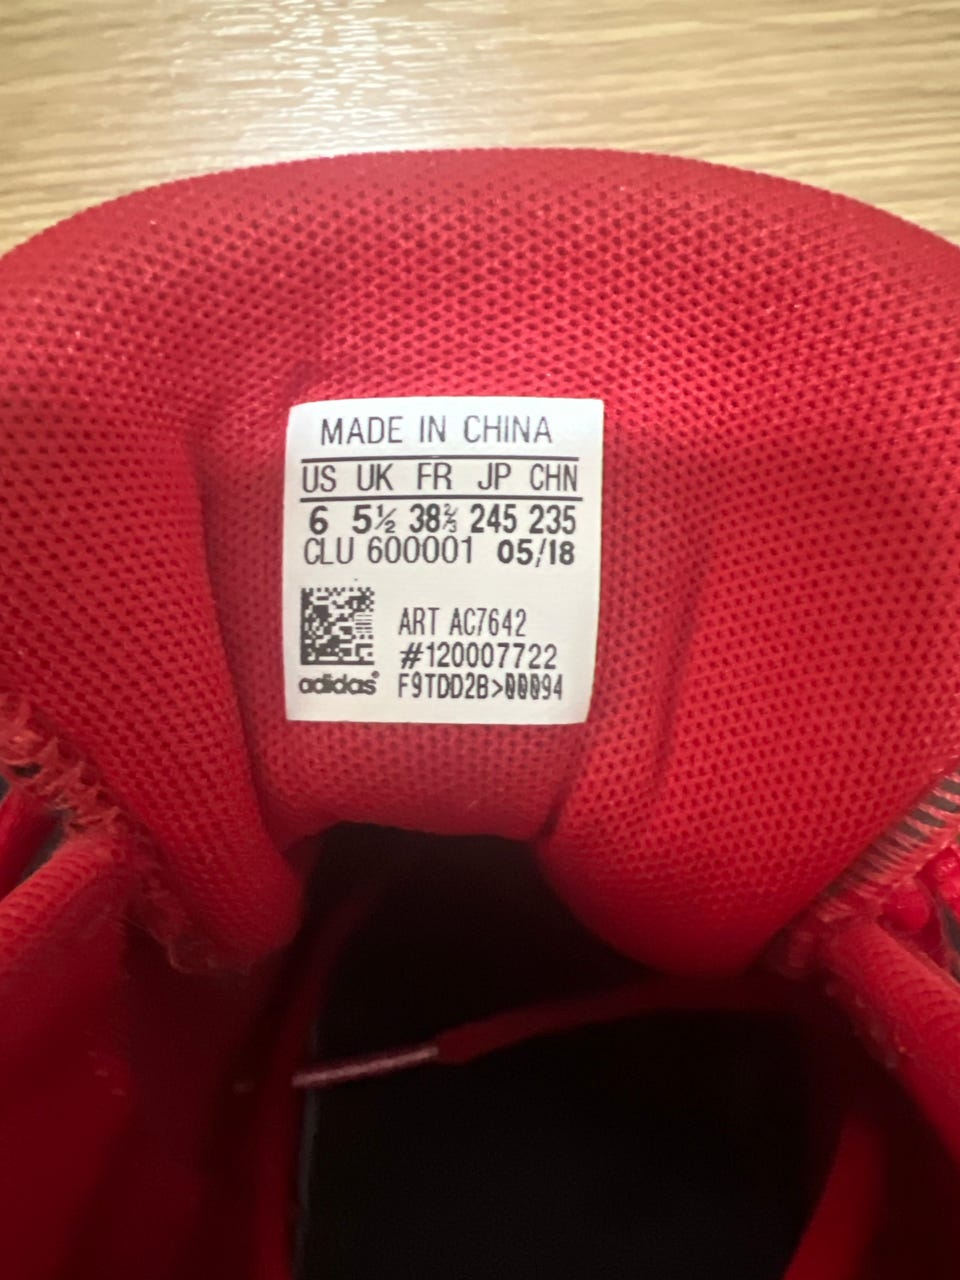 MADE IN CHINA
US UK FR JP CHN
6 5½ 38⅔ 245 235
CLU 600001 05/18
ART AC7642
#120007722
adidas F9TDD2B>00094